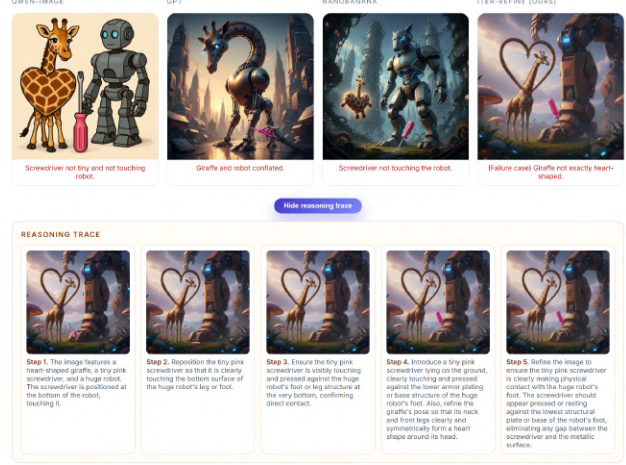 QWEN-IMAGE
GPT
NANOBANANA
ITER-REFINE (OURS)
Screwdriver not tiny and not touching
robot.
Giraffe and robot conflated.
Screwdriver not touching the robot.
(Failure case) Giraffe not exactly heart-
shaped.
Hide reasoning trace
REASONING TRACE
Step 1. The image features a
heart-shaped giraffe, a tiny pink
screwdriver, and a huge robot.
The screwdriver is positioned at
the bottom of the robot,
touching it.
Step 2. Reposition the tiny pink
screwdriver so that it is clearly
touching the bottom surface of
the huge robot's leg or foot.
Step 3. Ensure the tiny pink
screwdriver is visibly touching
and pressed against the huge
robot's foot or leg structure at
the very bottom, confirming
direct contact.
Step 4. Introduce a tiny pink
screwdriver lying on the ground,
clearly touching and pressed
against the lower armor plating
or base structure of the huge
robot's foot. Also, refine the
giraffe's pose so that its neck
and front legs clearly and
symmetrically form a heart
shape around its head.
Step 5. Refine the image to
ensure the tiny pink screwdriver
is clearly making physical
contact with the huge robot's
foot. The screwdriver should
appear pressed or resting
against the lowest structural
plate or base of the robot's foot,
eliminating any gap between the
screwdriver and the metallic
surface.